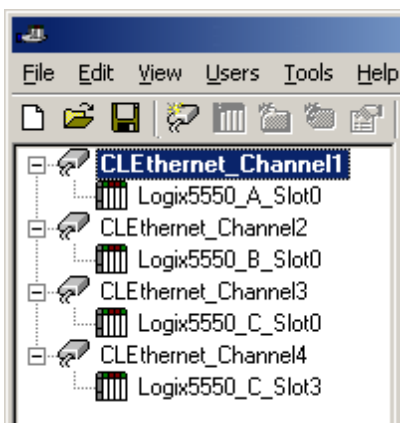 File Edit View Users Tools Help
CLEthernet_Channel1
Logix5550_A_Slot0
CLEthernet_Channel2
Logix5550_B_Slot0
CLEthernet_Channel3
Logix5550_C_Slot0
CLEthernet_Channel4
Logix5550_C_Slot3